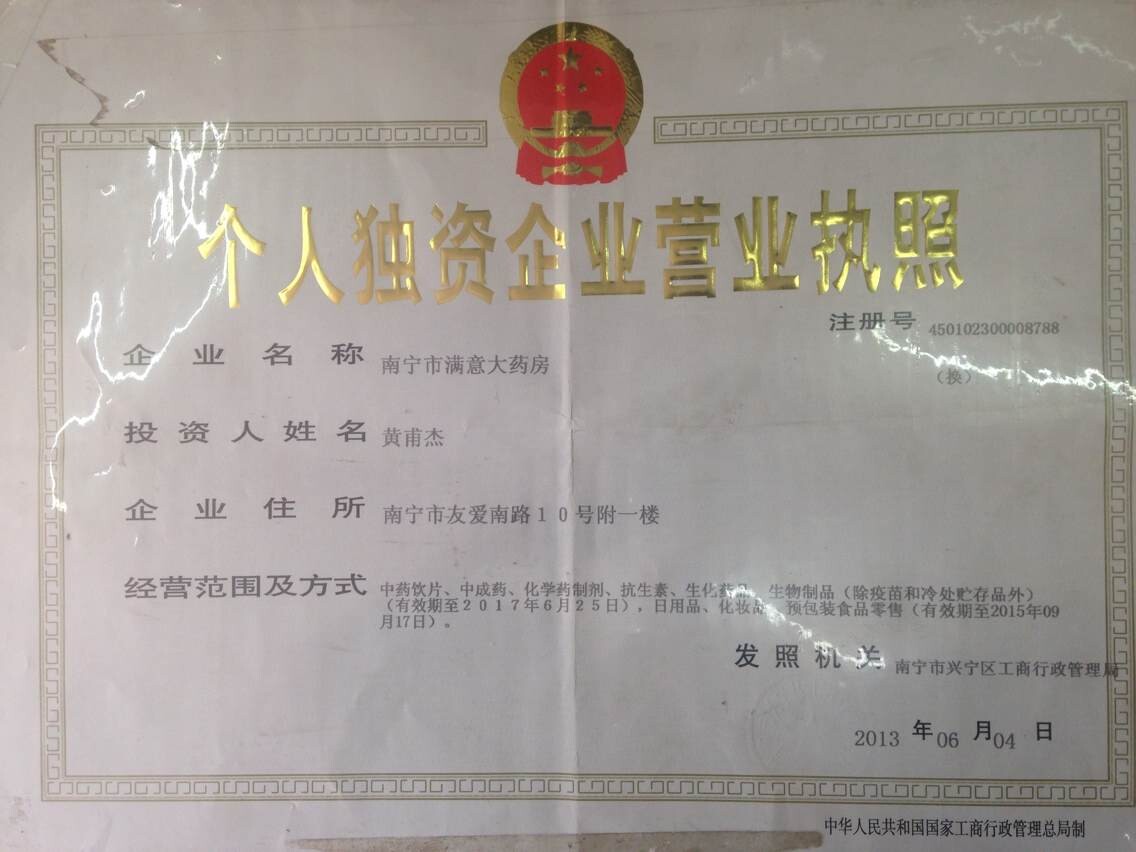 个人独资企业营业执照
注册号 450102300008788
（换）
企业名称 南宁市满意大药房
投资人姓名 黄甫杰
企业住所 南宁市友爱南路１０号附一楼
经营范围及方式 中药饮片、中成药、化学药制剂、抗生素、生化药品、生物制品（除疫苗和冷处贮存品外）
（有效期至２０１７年６月２５日），日用品、化妆品、预包装食品零售（有效期至2015年09
月17日）。
发照机关 南宁市兴宁区工商行政管理局
2013 年 06 月 04 日
中华人民共和国国家工商行政管理总局制